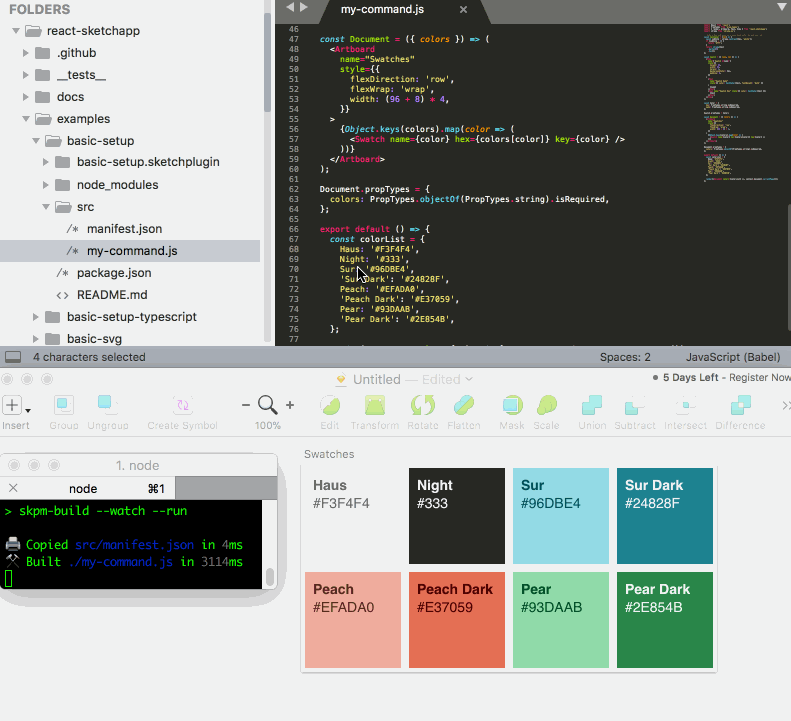 FOLDERS
react-sketchapp
.github
__tests__
docs
examples
basic-setup
basic-setup.sketchplugin
node_modules
src
/* manifest.json
/* my-command.js
/* package.json
<> README.md
basic-setup-typescript
basic-svg
my-command.js ×
46
47 const Document = ({ colors }) => (
48 <Artboard
49 name="Swatches"
50 style={{
51 flexDirection: 'row',
52 flexWrap: 'wrap',
53 width: (96 + 8) * 4,
54 }}
55 >
56 {Object.keys(colors).map(color => (
57 <Swatch name={color} hex={colors[color]} key={color} />
58 ))}
59 </Artboard>
60 );
61
62 Document.propTypes = {
63 colors: PropTypes.objectOf(PropTypes.string).isRequired,
64 };
65
66 export default () => {
67 const colorList = {
68 Haus: '#F3F4F4',
69 Night: '#333',
70 Sur: '#96DBE4',
71 'Sur Dark': '#24828F',
72 Peach: '#EFADA0',
73 'Peach Dark': '#E37059',
74 Pear: '#93DAAB',
75 'Pear Dark': '#2E854B',
76 };
77
4 characters selected
Spaces: 2
JavaScript (Babel)
Untitled — Edited
5 Days Left - Register Now
100%
Insert
Group
Ungroup
Create Symbol
Edit
Transform
Rotate
Flatten
Mask
Scale
Union
Subtract
Intersect
Difference
1. node
× node ⌘1
> skpm-build --watch --run
Copied src/manifest.json in 4ms
Built ./my-command.js in 3114ms
Swatches
Haus
#F3F4F4
Night
#333
Sur
#96DBE4
Sur Dark
#24828F
Peach
#EFADA0
Peach Dark
#E37059
Pear
#93DAAB
Pear Dark
#2E854B